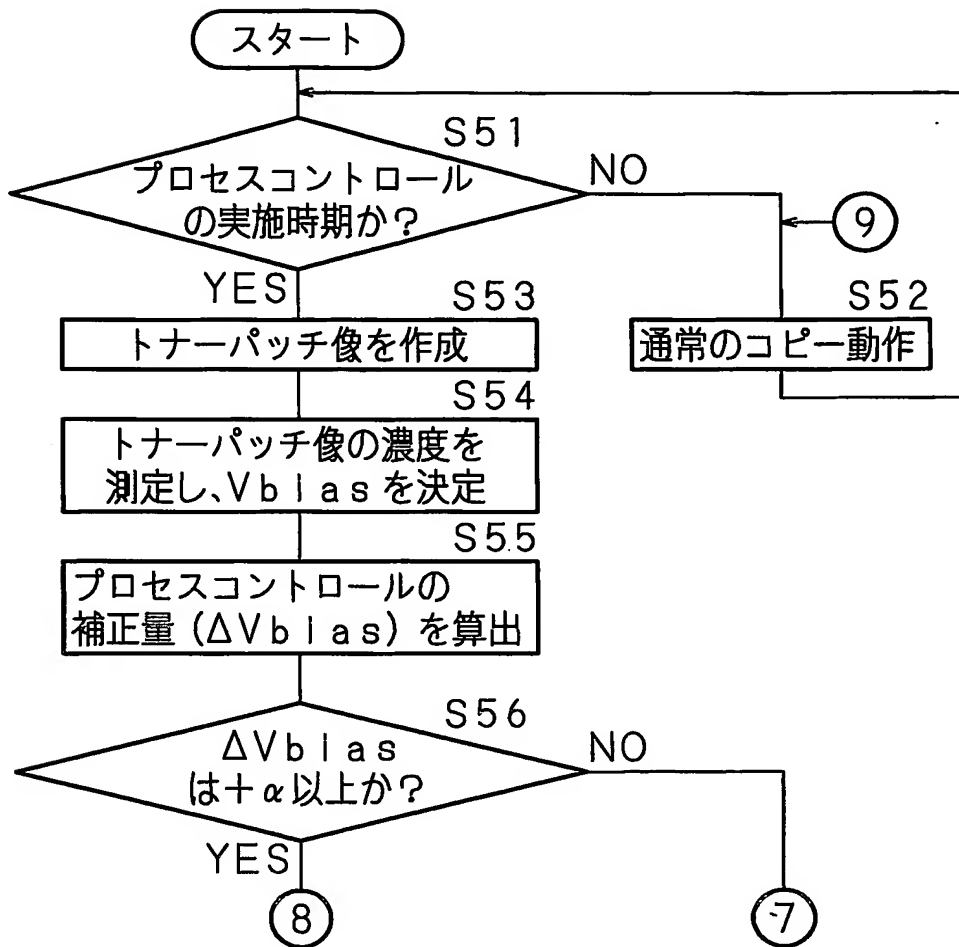 スタート
S51
プロセスコントロール
の実施時期か？
NO
9
YES
S53
S52
トナーパッチ像を作成
通常のコピー動作
S54
トナーパッチ像の濃度を
測定し、Vbiasを決定
S55
プロセスコントロールの
補正量（ΔVbias）を算出
S56
ΔVbias
は＋α以上か？
NO
YES
8
7